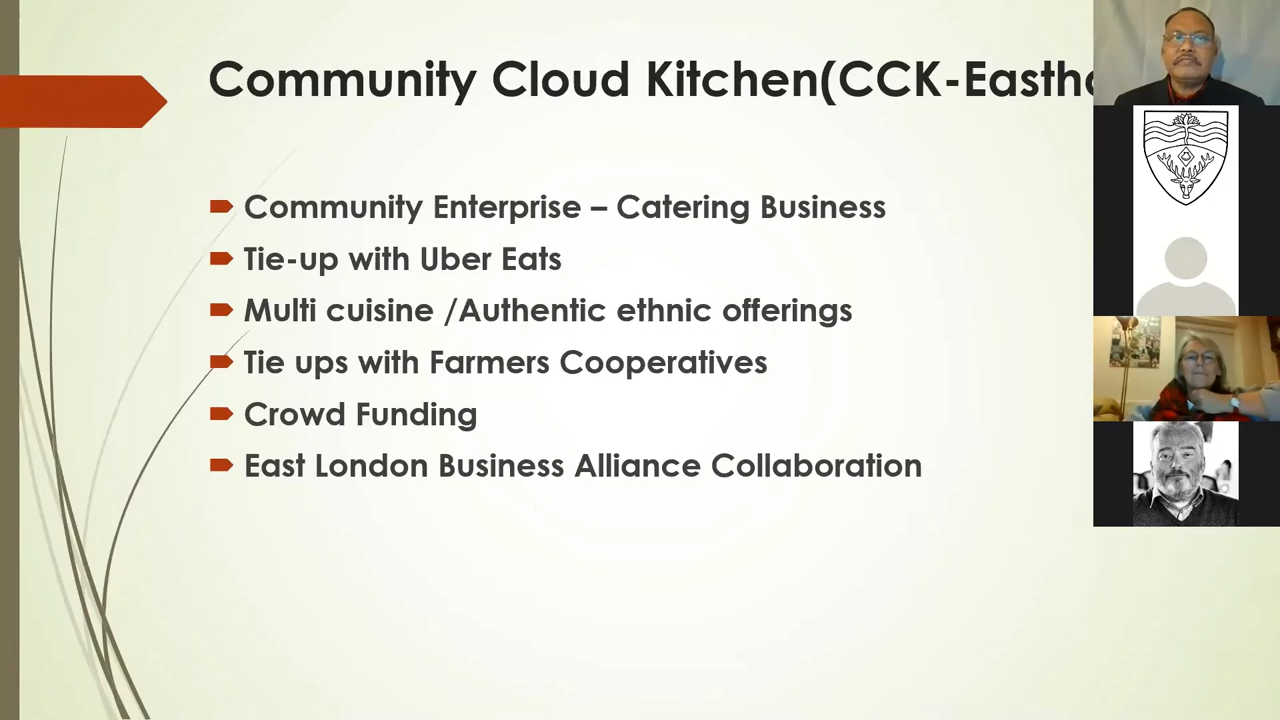 Community Cloud Kitchen(CCK-Eastha
Community Enterprise – Catering Business
Tie-up with Uber Eats
Multi cuisine /Authentic ethnic offerings
Tie ups with Farmers Cooperatives
Crowd Funding
East London Business Alliance Collaboration